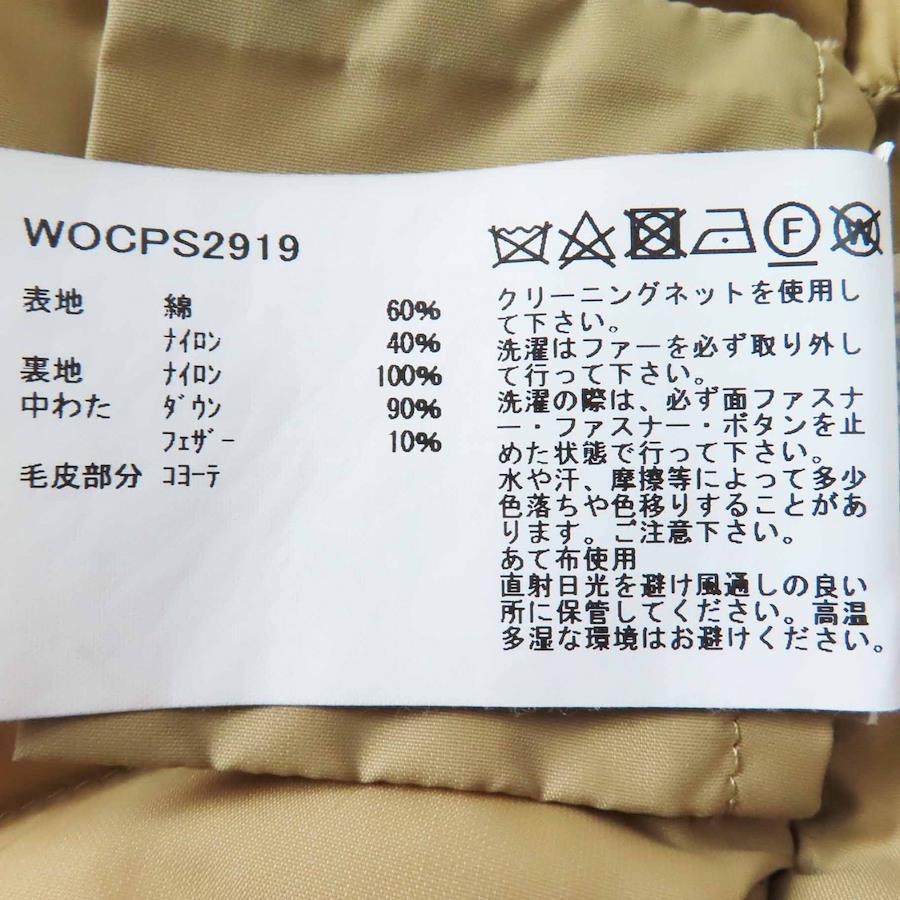 WOCPS2919
表地 綿 60%
ナイロン 40%
裏地 ナイロン 100%
中わた ダウン 90%
フェザー 10%
毛皮部分 コヨーテ
F W
クリーニングネットを使用し
て下さい。
洗濯はファーを必ず取り外し
て行って下さい。
洗濯の際は、必ず面ファスナ
ー・ファスナー・ボタンを止
めた状態で行って下さい。
水や汗、摩擦等によって多少
色落ちや色移りすることがあ
ります。ご注意下さい。
あて布使用
直射日光を避け風通しの良い
所に保管してください。高温
多湿な環境はお避けください。